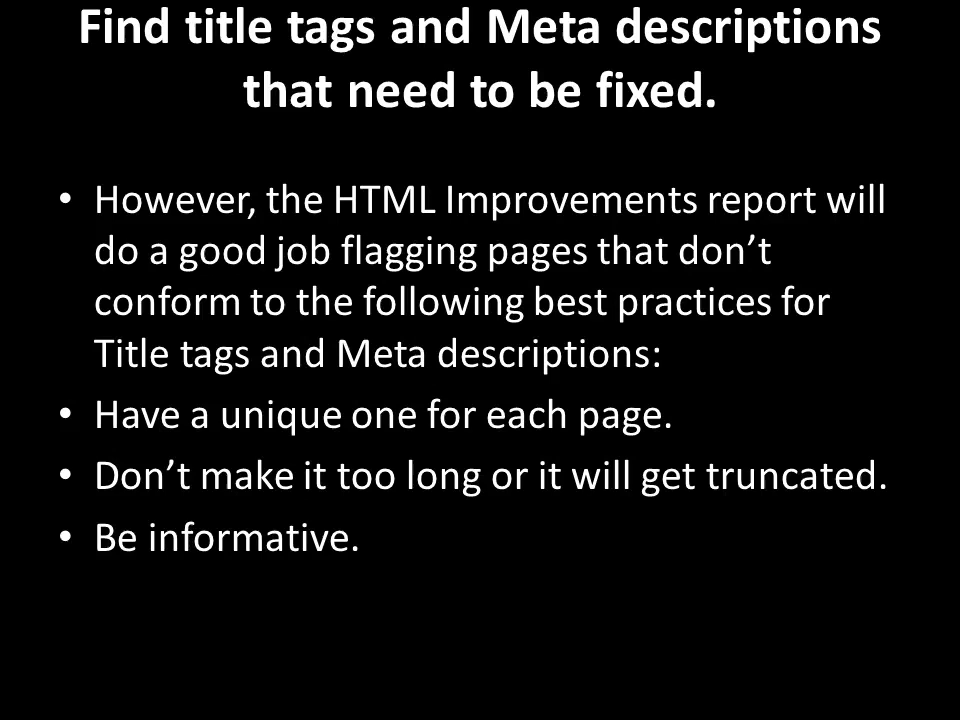 Find title tags and Meta descriptions
that need to be fixed.
• However, the HTML Improvements report will
do a good job flagging pages that don’t
conform to the following best practices for
Title tags and Meta descriptions:
• Have a unique one for each page.
• Don’t make it too long or it will get truncated.
• Be informative.